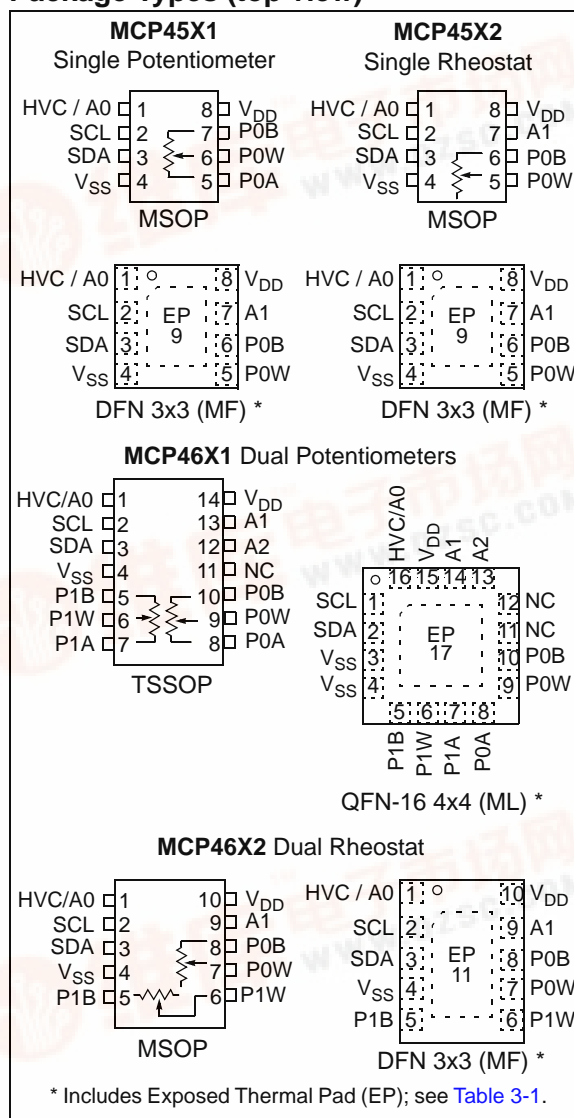 Package Types (top view)
MCP45X1
Single Potentiometer
HVC / A0 1 8 VDD
SCL 2 7 P0B
SDA 3 6 P0W
VSS 4 5 P0A
MSOP
MCP45X2
Single Rheostat
HVC / A0 1 8 VDD
SCL 2 7 A1
SDA 3 6 P0B
VSS 4 5 P0W
MSOP
HVC / A0 1 8 VDD
SCL 2 EP 7 A1
SDA 3 9 6 P0B
VSS 4 5 P0W
DFN 3x3 (MF) *
HVC / A0 1 8 VDD
SCL 2 EP 7 A1
SDA 3 9 6 P0B
VSS 4 5 P0W
DFN 3x3 (MF) *
MCP46X1 Dual Potentiometers
HVC/A0 1 14 VDD
SCL 2 13 A1
SDA 3 12 A2
VSS 4 11 NC
P1B 5 10 P0B
P1W 6 9 P0W
P1A 7 8 P0A
TSSOP
HVC/A0 VDD A1 A2
16 15 14 13
SCL 1 12 NC
SDA 2 EP 11 NC
VSS 3 17 10 P0B
VSS 4 9 P0W
5 6 7 8
P1B P1W P1A P0A
QFN-16 4x4 (ML) *
MCP46X2 Dual Rheostat
HVC/A0 1 10 VDD
SCL 2 9 A1
SDA 3 8 P0B
VSS 4 7 P0W
P1B 5 6 P1W
MSOP
HVC / A0 1 10 VDD
SCL 2 9 A1
SDA 3 EP 8 P0B
VSS 4 11 7 P0W
P1B 5 6 P1W
DFN 3x3 (MF) *
* Includes Exposed Thermal Pad (EP); see Table 3-1.